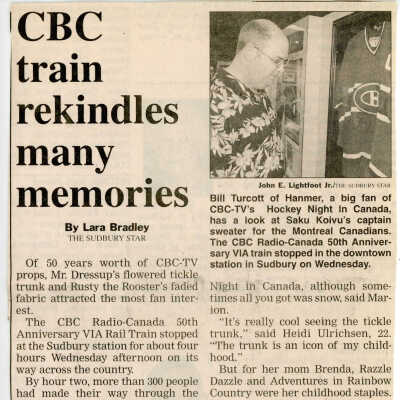 CBC
train
rekindles
many
memories
By Lara Bradley
THE SUDBURY STAR
Of 50 years worth of CBC-TV
props, Mr. Dressup's flowered tickle
trunk and Rusty the Rooster's faded
fabric attracted the most fan inter-
est.
The CBC Radio-Canada 50th
Anniversary VIA Rail Train stopped
at the Sudbury station for about four
hours Wednesday afternoon on its
way across the country.
By hour two, more than 300 people
had made their way through the
John E. Lightfoot Jr./THE SUDBURY STAR
Bill Turcott of Hanmer, a big fan of
CBC-TV's Hockey Night In Canada,
has a look at Saku Koivu's captain
sweater for the Montreal Canadiens.
The CBC Radio-Canada 50th Anniver-
sary VIA train stopped in the downtown
station in Sudbury on Wednesday.
Night in Canada, although some-
times all you got was snow, said Mar-
ion.
"It's really cool seeing the tickle
trunk," said Heidi Ulrichsen, 22.
"The trunk is an icon of my child-
hood."
But for her mom Brenda, Razzle
Dazzle and Adventures in Rainbow
Country were her childhood staples.